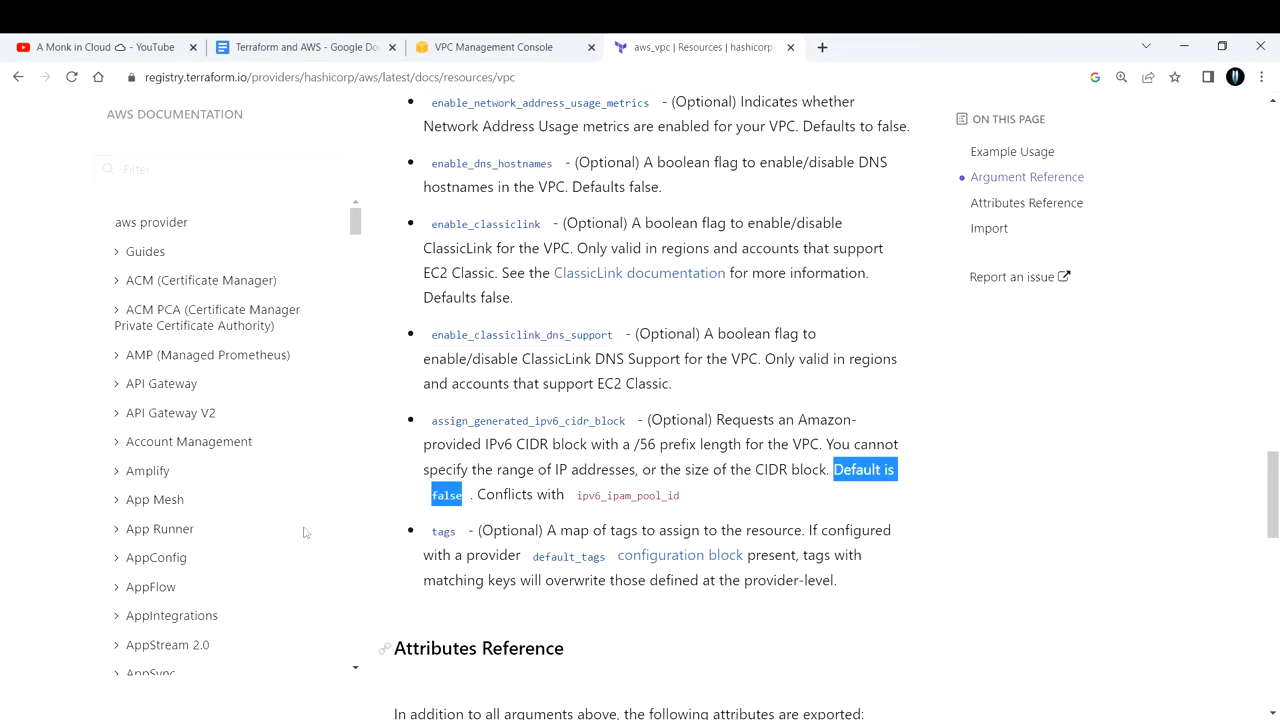 A Monk in Cloud - YouTube
Terraform and AWS - Google Do
VPC Management Console
aws_vpc | Resources | hashicorp
registry.terraform.io/providers/hashicorp/aws/latest/docs/resources/vpc
AWS DOCUMENTATION
Filter
aws provider
Guides
ACM (Certificate Manager)
ACM PCA (Certificate Manager
Private Certificate Authority)
AMP (Managed Prometheus)
API Gateway
API Gateway V2
Account Management
Amplify
App Mesh
App Runner
AppConfig
AppFlow
AppIntegrations
AppStream 2.0
AppSync
enable_network_address_usage_metrics - (Optional) Indicates whether
Network Address Usage metrics are enabled for your VPC. Defaults to false.
enable_dns_hostnames - (Optional) A boolean flag to enable/disable DNS
hostnames in the VPC. Defaults false.
enable_classiclink - (Optional) A boolean flag to enable/disable
ClassicLink for the VPC. Only valid in regions and accounts that support
EC2 Classic. See the ClassicLink documentation for more information.
Defaults false.
enable_classiclink_dns_support - (Optional) A boolean flag to
enable/disable ClassicLink DNS Support for the VPC. Only valid in regions
and accounts that support EC2 Classic.
assign_generated_ipv6_cidr_block - (Optional) Requests an Amazon-
provided IPv6 CIDR block with a /56 prefix length for the VPC. You cannot
specify the range of IP addresses, or the size of the CIDR block. Default is
false . Conflicts with ipv6_ipam_pool_id
tags - (Optional) A map of tags to assign to the resource. If configured
with a provider default_tags configuration block present, tags with
matching keys will overwrite those defined at the provider-level.
Attributes Reference
In addition to all arguments above, the following attributes are exported:
ON THIS PAGE
Example Usage
Argument Reference
Attributes Reference
Import
Report an issue